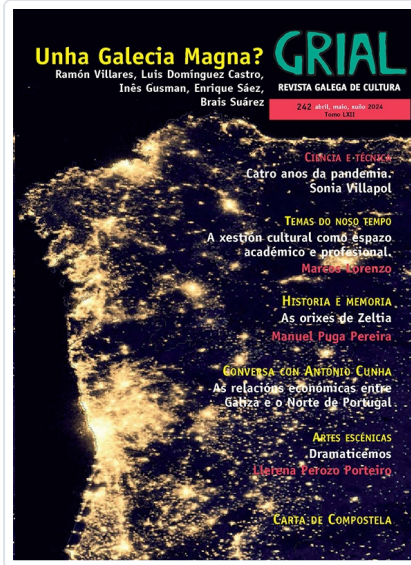 Unha Galecia Magna?
Ramón Villares, Luis Domínguez Castro,
Inês Gusman, Enrique Sáez,
Brais Suárez
GRIAL
REVISTA GALEGA DE CULTURA
242 abril, maio, xuño 2024
Tomo LXII
CIENCIA E TÉCNICA
Catro anos da pandemia.
Sonia Villapol
TEMAS DO NOSO TEMPO
A xestión cultural como espazo
académico e profesional.
Marcos Lorenzo
HISTORIA E MEMORIA
As orixes de Zeltia
Manuel Puga Pereira
CONVERSA CON ANTÓNIO CUNHA
As relacións económicas entre
Galiza e o Norte de Portugal
ARTES ESCÉNICAS
Dramaticémos
Llerena Perozo Porteiro
CARTA DE COMPOSTELA